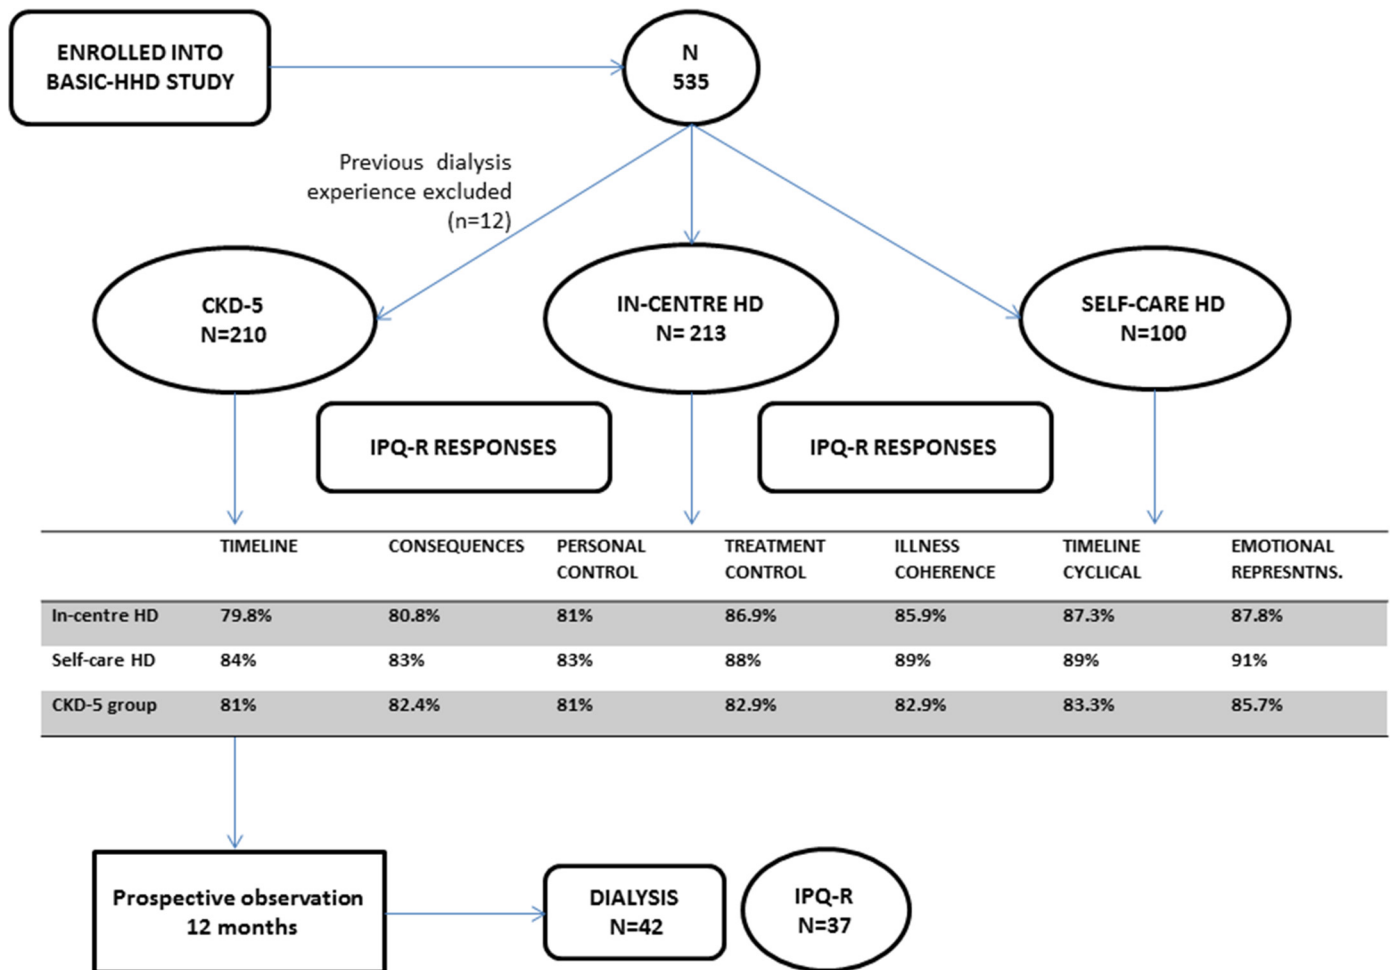 ENROLLED INTO
BASIC-HHD STUDY
N
535
Previous dialysis
experience excluded
(n=12)
CKD-5
N=210
IN-CENTRE HD
N= 213
SELF-CARE HD
N=100
IPQ-R RESPONSES
IPQ-R RESPONSES
TIMELINE CONSEQUENCES PERSONAL TREATMENT ILLNESS TIMELINE EMOTIONAL
CONTROL CONTROL COHERENCE CYCLICAL REPRESNTNS.
In-centre HD 79.8% 80.8% 81% 86.9% 85.9% 87.3% 87.8%
Self-care HD 84% 83% 83% 88% 89% 89% 91%
CKD-5 group 81% 82.4% 81% 82.9% 82.9% 83.3% 85.7%
Prospective observation
12 months
DIALYSIS
N=42
IPQ-R
N=37